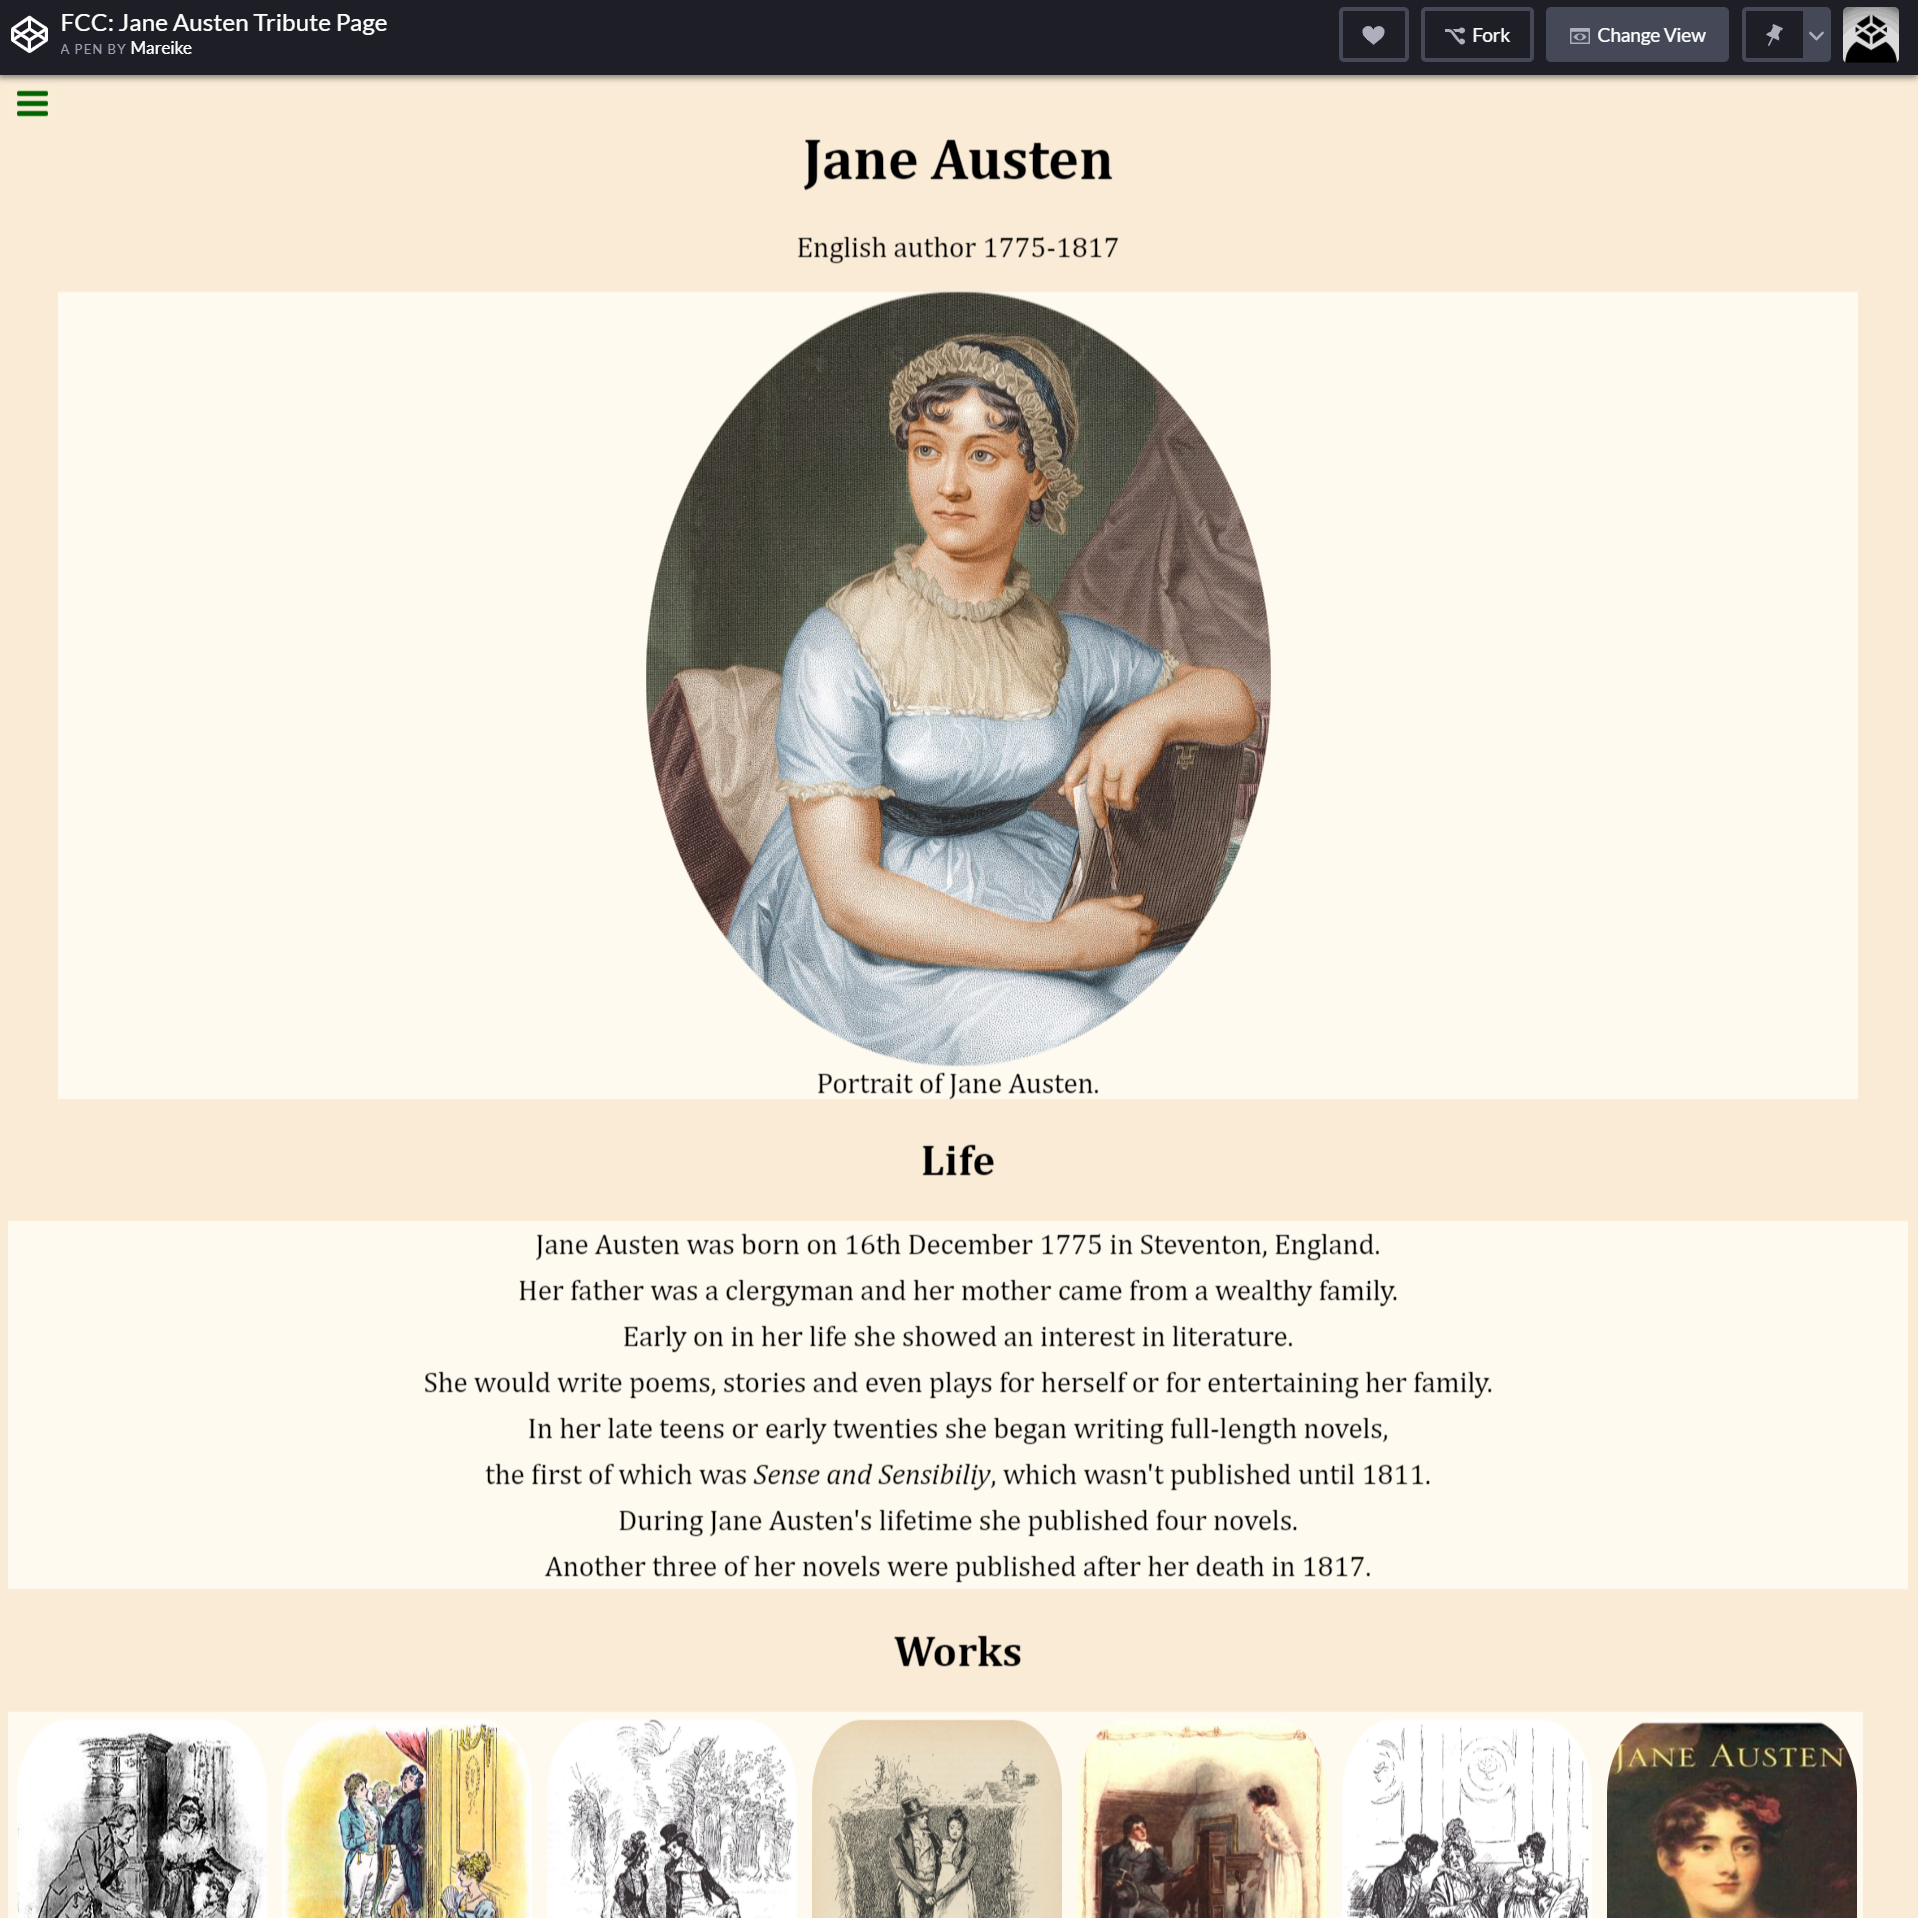 FCC: Jane Austen Tribute Page
A PEN BY Mareike
Fork
Change View
Jane Austen
English author 1775-1817
Portrait of Jane Austen.
Life
Jane Austen was born on 16th December 1775 in Steventon, England.
Her father was a clergyman and her mother came from a wealthy family.
Early on in her life she showed an interest in literature.
She would write poems, stories and even plays for herself or for entertaining her family.
In her late teens or early twenties she began writing full-length novels,
the first of which was Sense and Sensibiliy, which wasn't published until 1811.
During Jane Austen's lifetime she published four novels.
Another three of her novels were published after her death in 1817.
Works
JANE AUSTEN